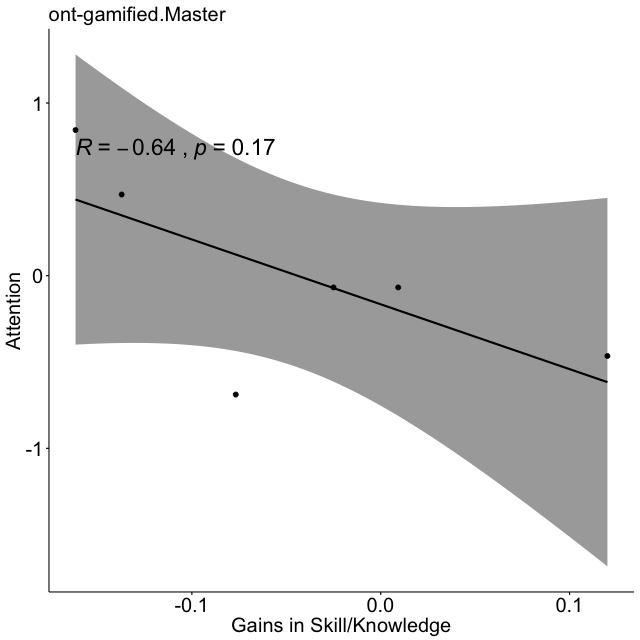 ont-gamified.Master
1
R = −0.64 , p = 0.17
0
-1
Attention
-0.1 0.0 0.1
Gains in Skill/Knowledge